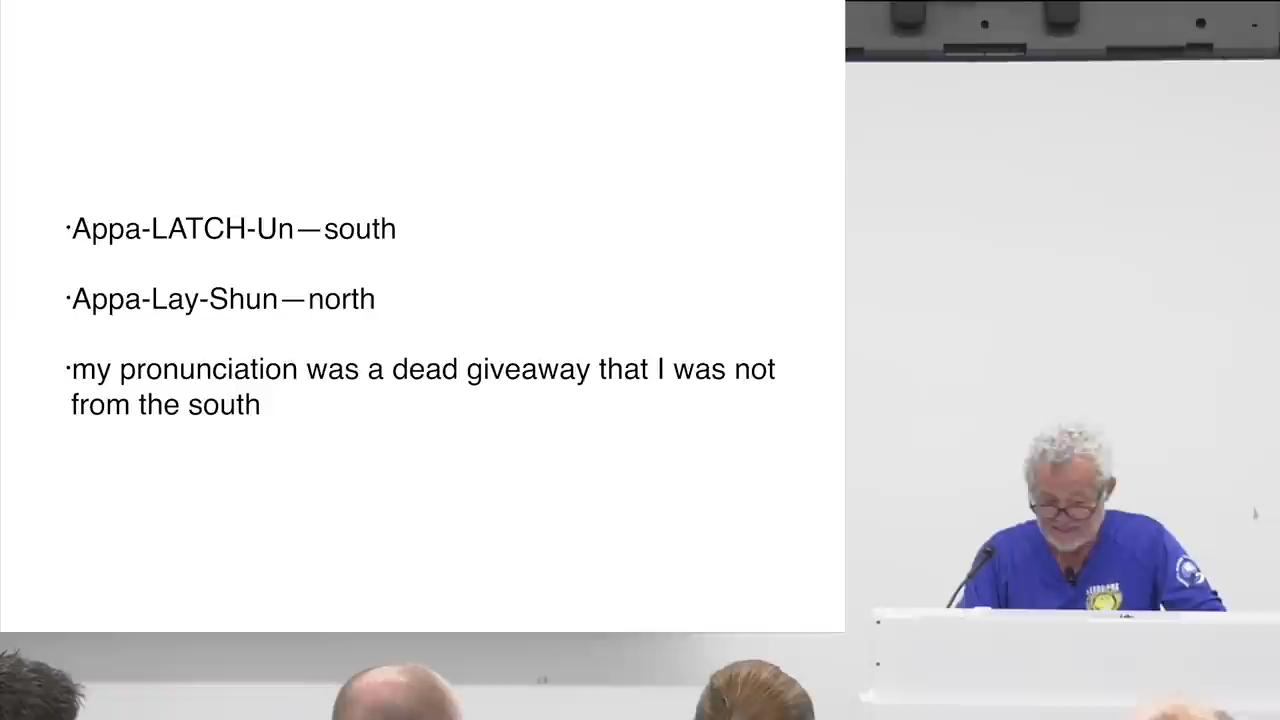 ·Appa-LATCH-Un—south
·Appa-Lay-Shun—north
·my pronunciation was a dead giveaway that I was not
from the south